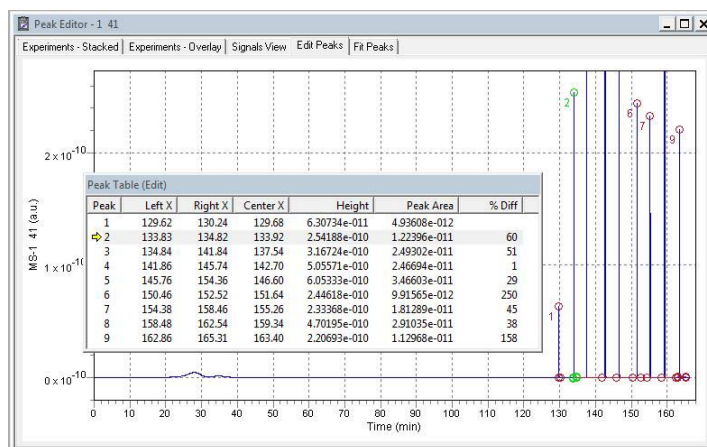 Peak Editor - 1 41
Experiments - Stacked Experiments - Overlay Signals View Edit Peaks Fit Peaks
2
6
7
9
2 x 10^-10
Peak Table (Edit)
Peak Left X Right X Center X Height Peak Area % Diff
1 129.62 130.24 129.68 6.30734e-011 4.93608e-012
2 133.83 134.82 133.92 2.54188e-010 1.22396e-011 60
3 134.84 141.84 137.54 3.16724e-010 2.49302e-011 51
4 141.86 145.74 142.70 5.05571e-010 2.46694e-011 1
5 145.76 154.36 146.60 6.05333e-010 3.46603e-011 29
6 150.46 152.52 151.64 2.44618e-010 9.91565e-012 250
7 154.38 158.46 155.26 2.33368e-010 1.81289e-011 45
8 158.48 162.54 159.34 4.70195e-010 2.91035e-011 38
9 162.86 165.31 163.40 2.20693e-010 1.12968e-011 158
MS-1 41 (a.u.)
1
0 x 10^-10
0 10 20 30 40 50 60 70 80 90 100 110 120 130 140 150 160
Time (min)